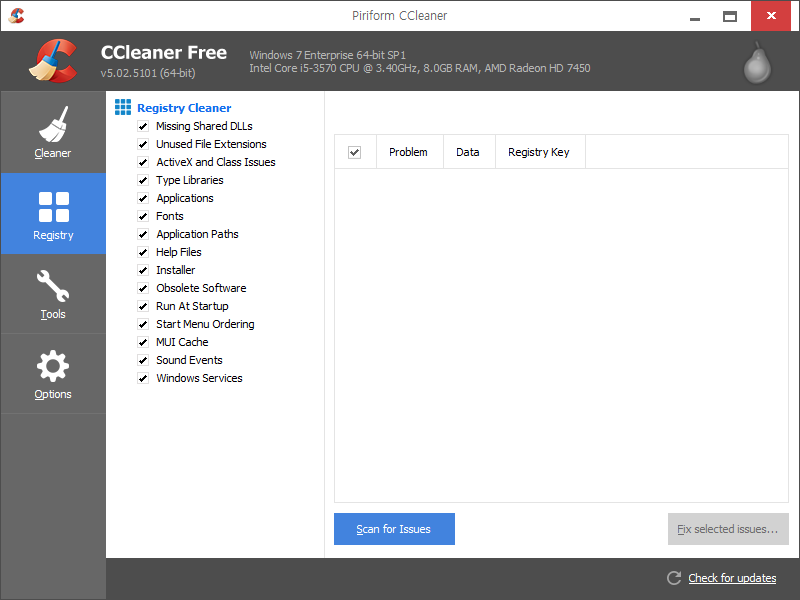 Piriform CCleaner
CCleaner Free
v5.02.5101 (64-bit)
Windows 7 Enterprise 64-bit SP1
Intel Core i5-3570 CPU @ 3.40GHz, 8.0GB RAM, AMD Radeon HD 7450
Cleaner
Registry
Tools
Options
Registry Cleaner
Missing Shared DLLs
Unused File Extensions
ActiveX and Class Issues
Type Libraries
Applications
Fonts
Application Paths
Help Files
Installer
Obsolete Software
Run At Startup
Start Menu Ordering
MUI Cache
Sound Events
Windows Services
Problem Data Registry Key
Scan for Issues
Fix selected issues...
Check for updates